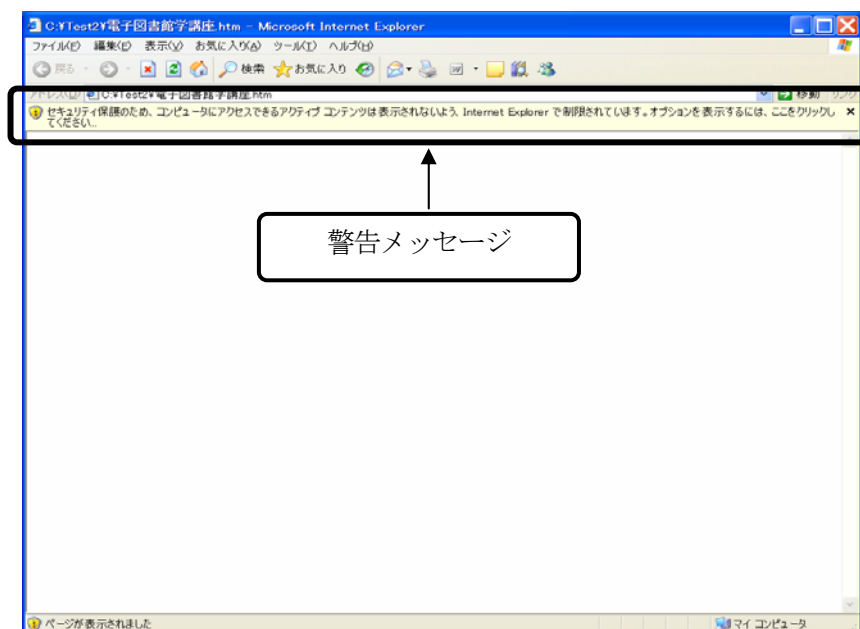 C:¥Test2¥電子図書館学講座.htm - Microsoft Internet Explorer
ファイル(F) 編集(E) 表示(V) お気に入り(A) ツール(T) ヘルプ(H)
戻る 検索 お気に入り
アドレス(D) C:¥Test2¥電子図書館学講座.htm 移動 リンク
セキュリティ保護のため、コンピュータにアクセスできるアクティブ コンテンツは表示されないよう、Internet Explorer で制限されています。オプションを表示するには、ここをクリックし
てください...
警告メッセージ
ページが表示されました マイ コンピュータ